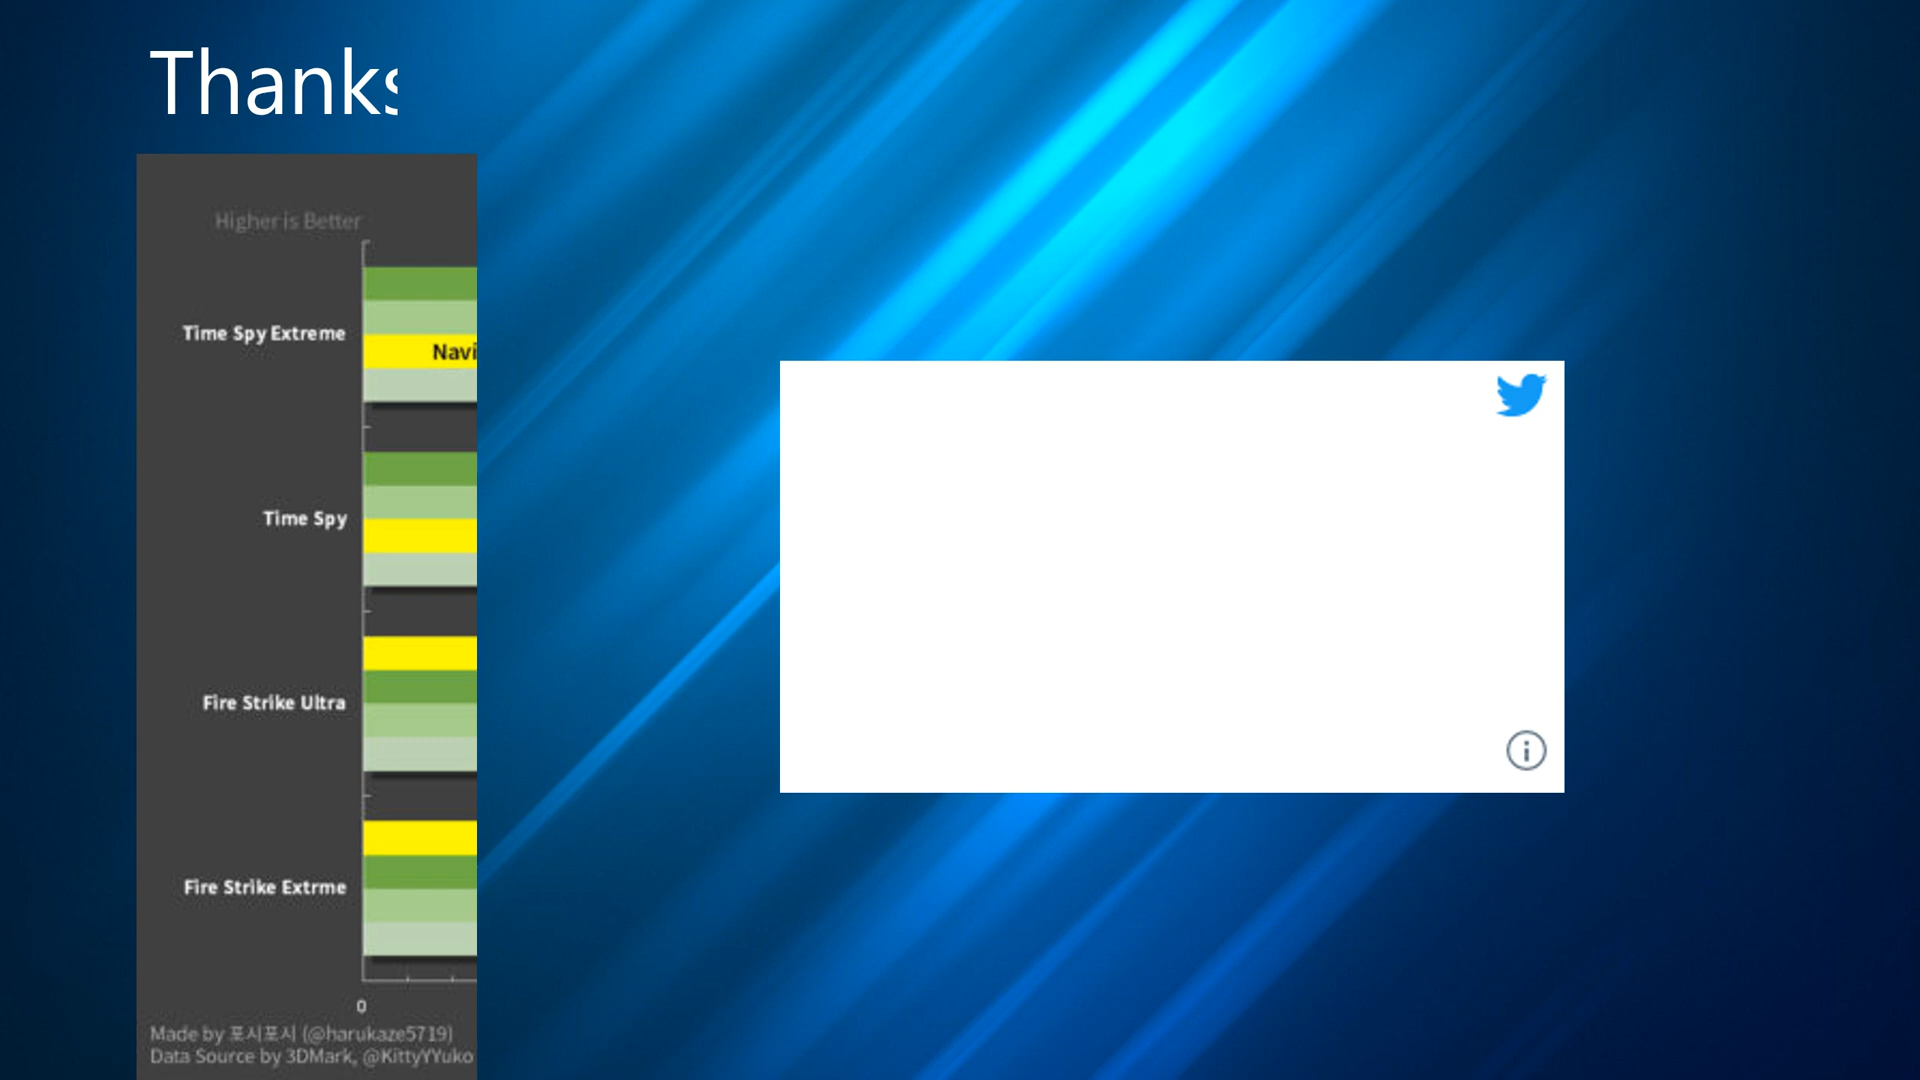 Thanks
Higher is Better
Time Spy Extreme
Navi
Time Spy
Fire Strike Ultra
Fire Strike Extrme
0
Made by 포시포시 (@harukaze5719)
Data Source by 3DMark, @KittyYYuko